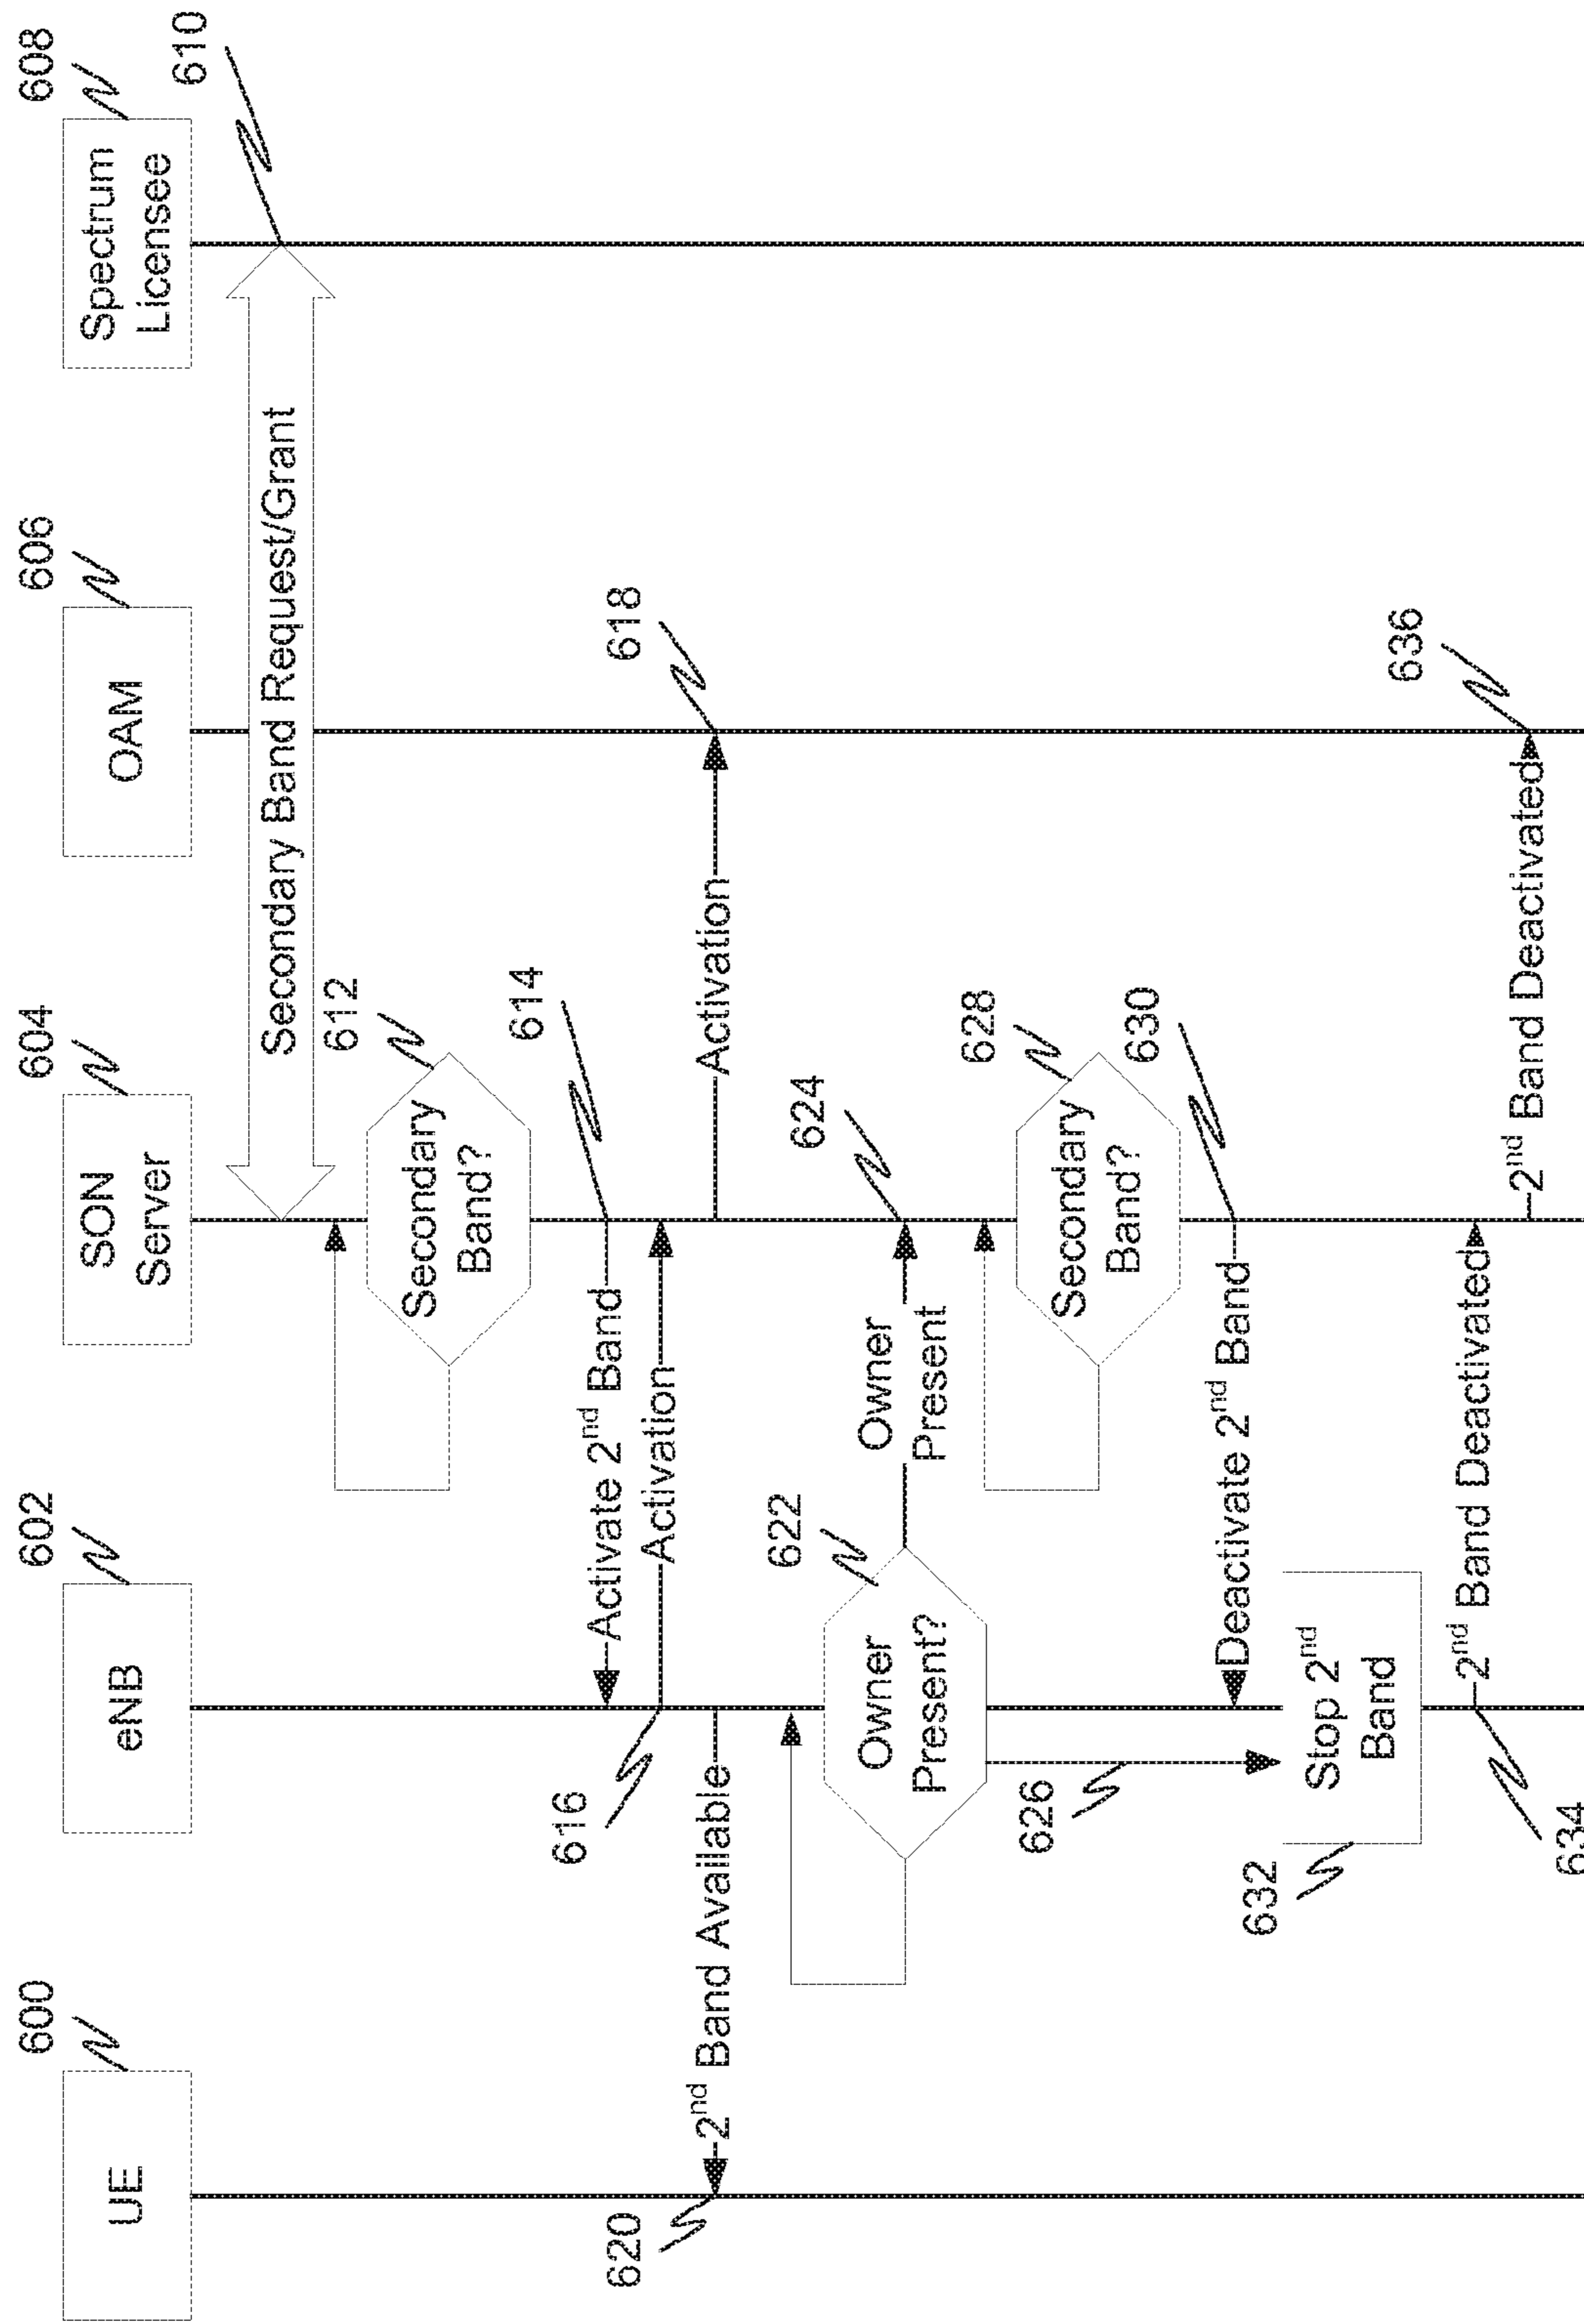 600
602
604
606
608
UE
eNB
SON
Server
OAM
Spectrum
Licensee
610
Secondary Band Request/Grant
612
Secondary
Band?
614
Activate 2nd Band
616
Activation
618
Activation
620
2nd Band Available
622
Owner
Present?
624
Owner
Present
626
628
Secondary
Band?
630
Deactivate 2nd Band
632
Stop 2nd
Band
634
2nd Band Deactivated
636
2nd Band Deactivated